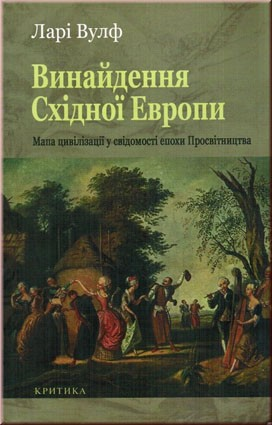 Ларі Вулф
Винайдення
Східної Европи
Мапа цивілізації у свідомості епохи Просвітництва
КРИТИКА